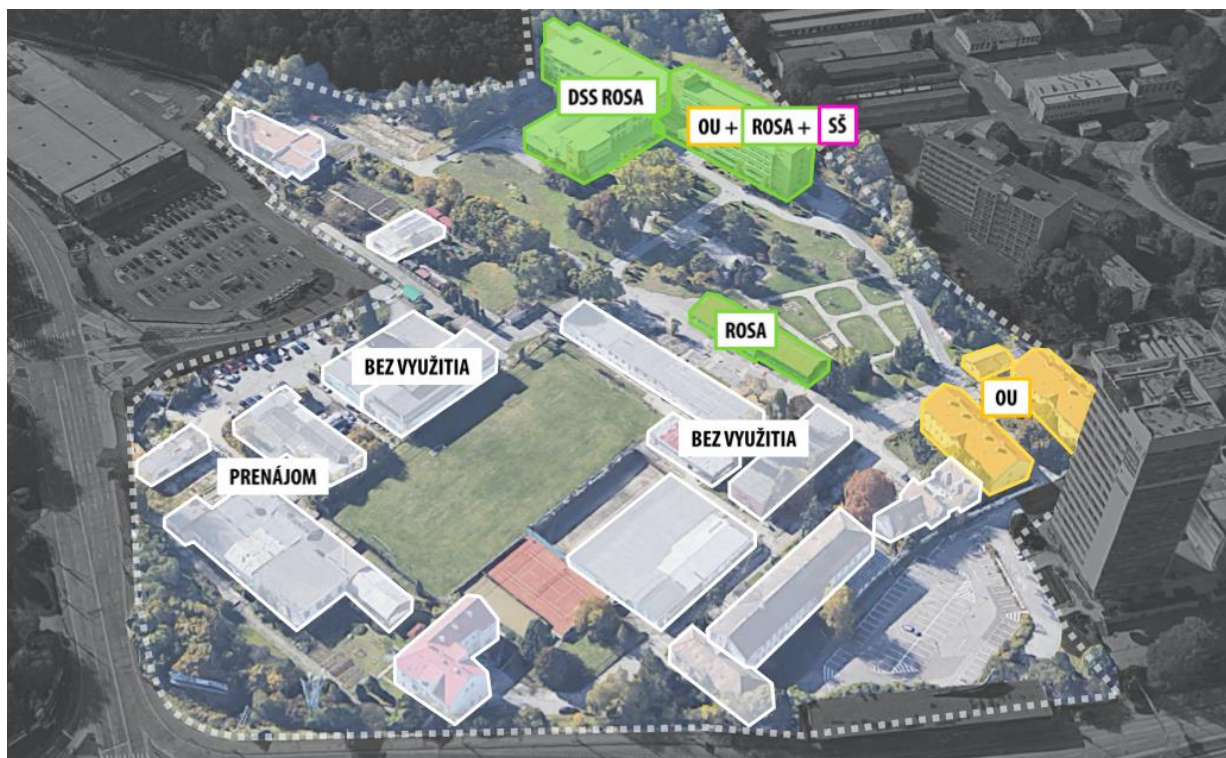 DSS ROSA
OU + ROSA + SŠ
ROSA
BEZ VYUŽITIA
OU
BEZ VYUŽITIA
PRENÁJOM